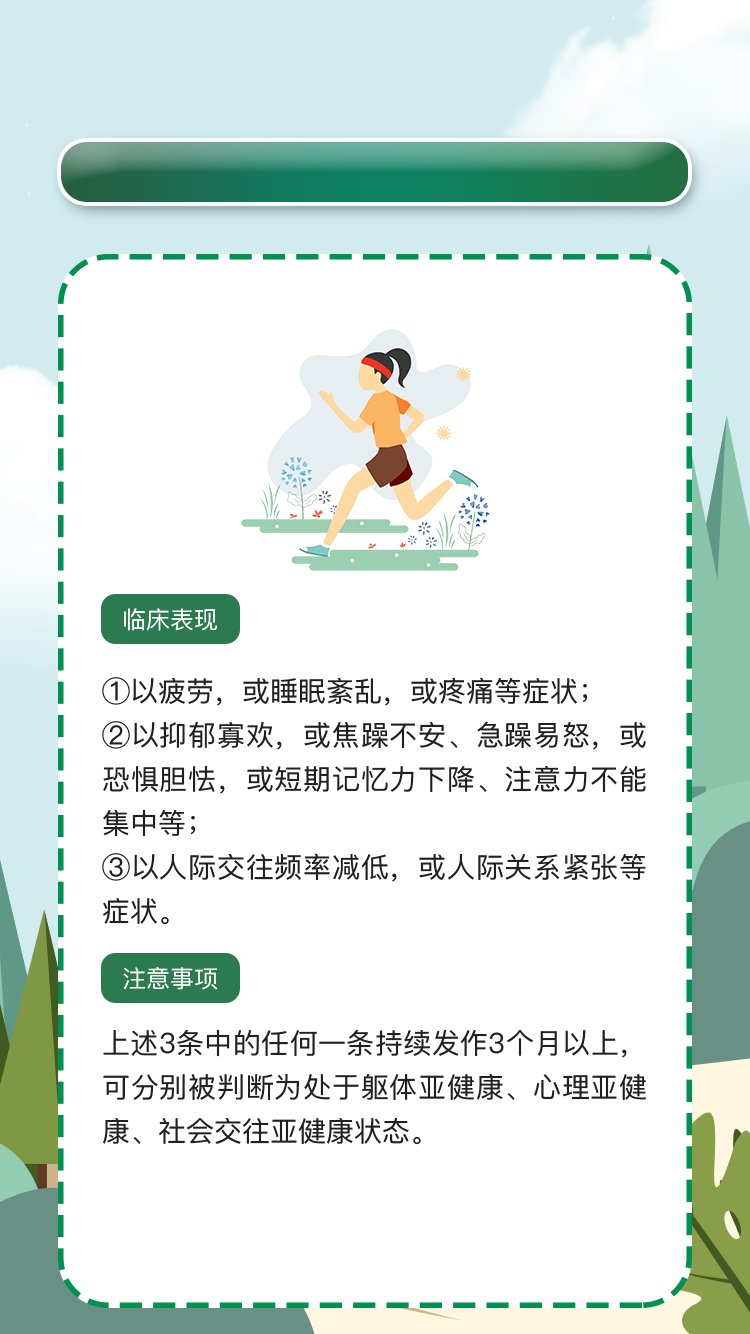 临床表现
①以疲劳，或睡眠紊乱，或疼痛等症状；
②以抑郁寡欢，或焦躁不安、急躁易怒，或
恐惧胆怯，或短期记忆力下降、注意力不能
集中等；
③以人际交往频率减低，或人际关系紧张等
症状。
注意事项
上述3条中的任何一条持续发作3个月以上，
可分别被判断为处于躯体亚健康、心理亚健
康、社会交往亚健康状态。